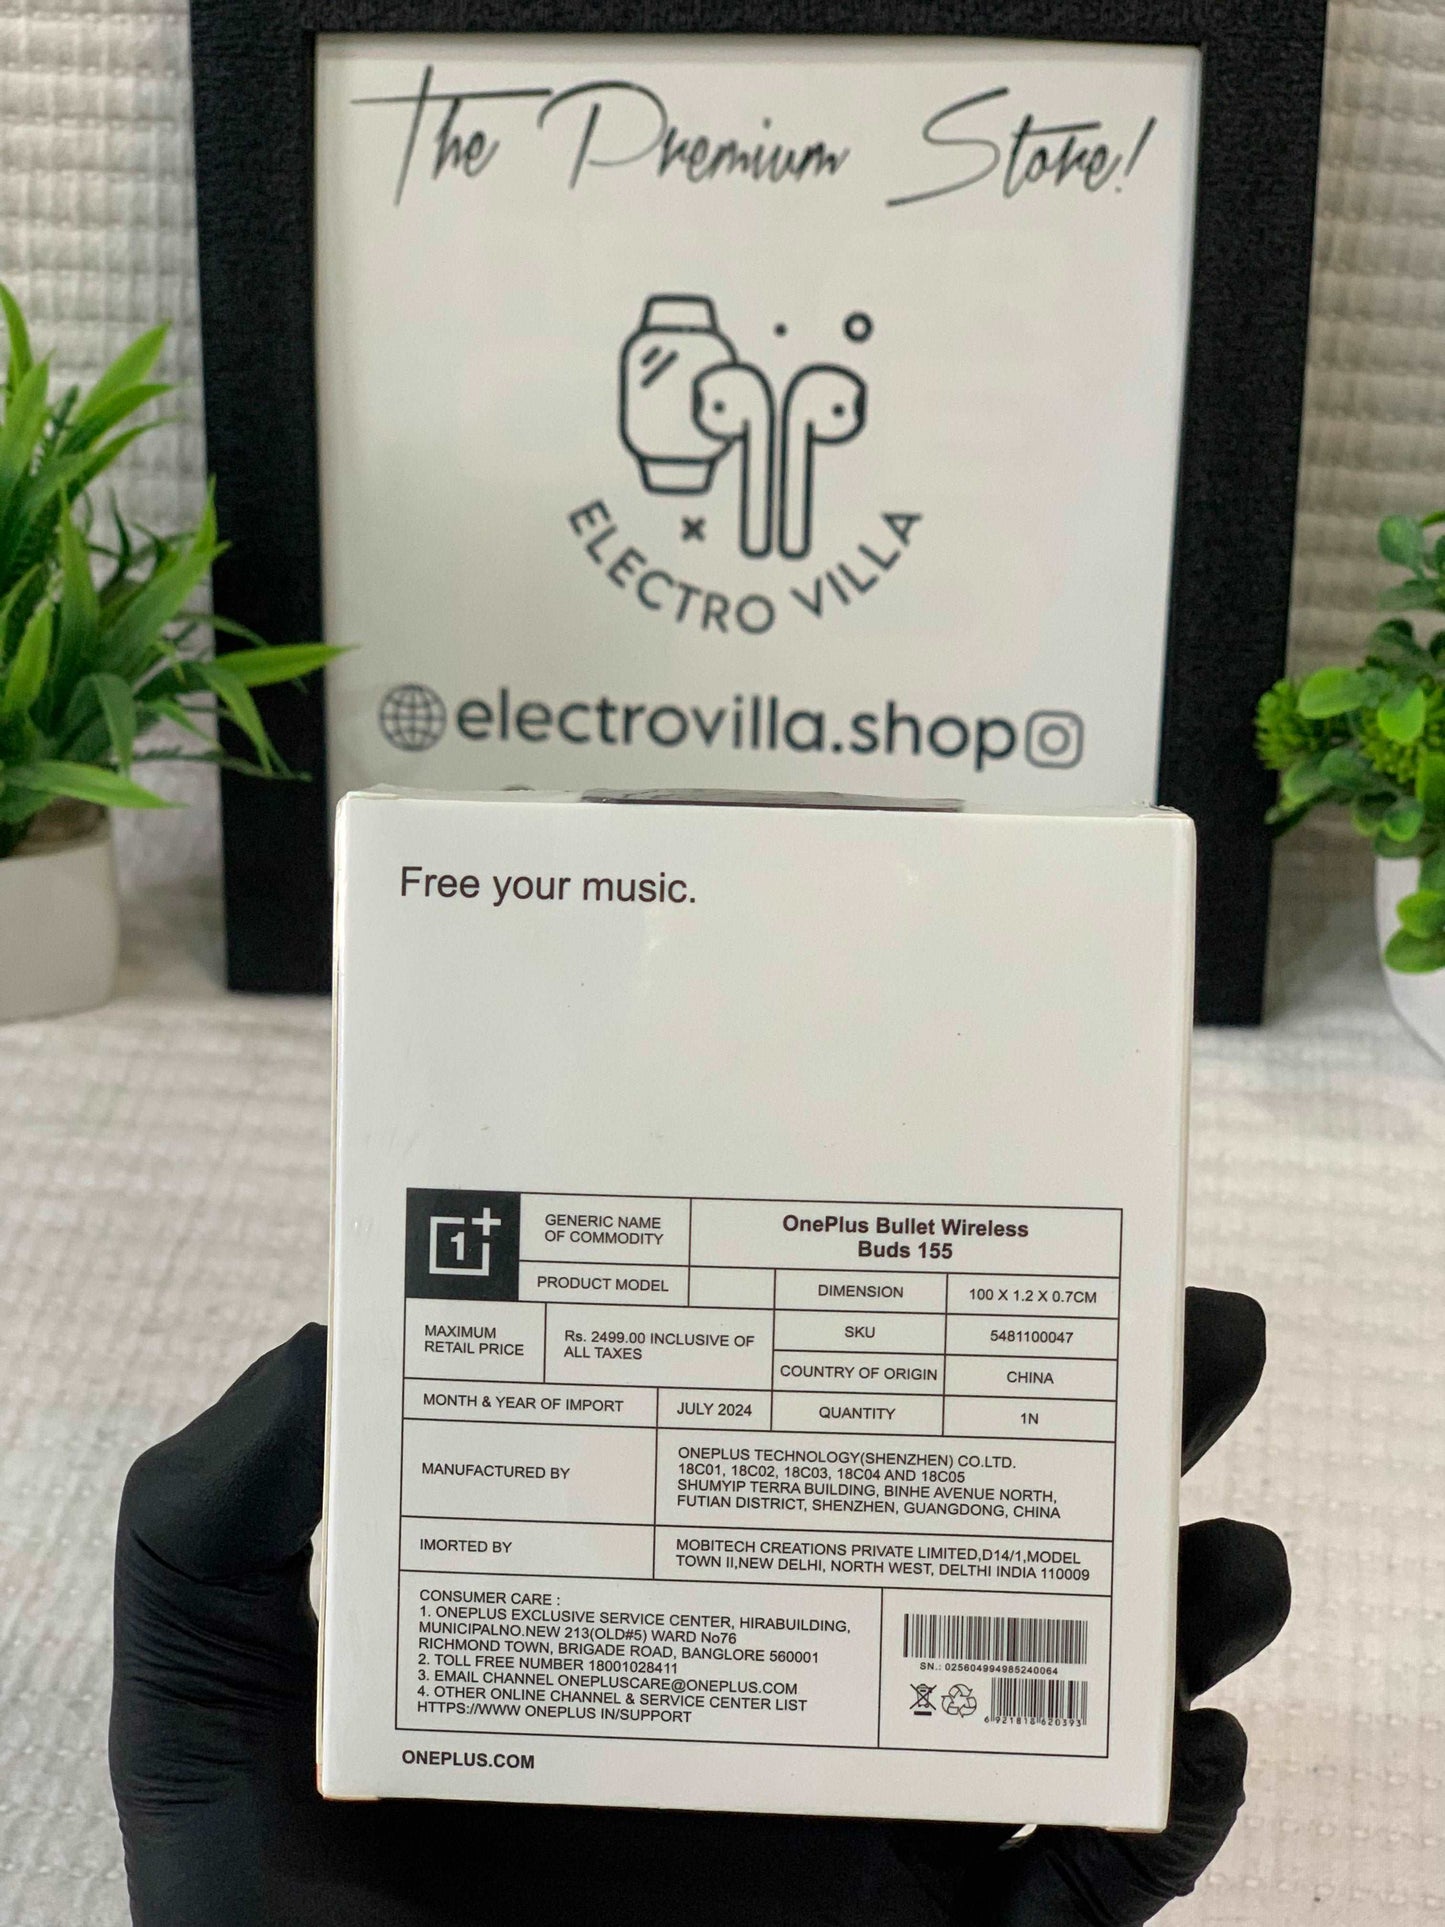 The Premium Store!
ELECTRO VILLA
electrovilla.shop
Free your music.
1+
GENERIC NAME
OF COMMODITY
OnePlus Bullet Wireless
Buds 155
PRODUCT MODEL
DIMENSION
100 X 1.2 X 0.7CM
MAXIMUM
RETAIL PRICE
Rs. 2499.00 INCLUSIVE OF
ALL TAXES
SKU
5481100047
COUNTRY OF ORIGIN
CHINA
MONTH & YEAR OF IMPORT
JULY 2024
QUANTITY
1N
MANUFACTURED BY
ONEPLUS TECHNOLOGY(SHENZHEN) CO.LTD.
18C01, 18C02, 18C03, 18C04 AND 18C05
SHUMYIP TERRA BUILDING, BINHE AVENUE NORTH,
FUTIAN DISTRICT, SHENZHEN, GUANGDONG, CHINA
IMORTED BY
MOBITECH CREATIONS PRIVATE LIMITED,D14/1,MODEL
TOWN II,NEW DELHI, NORTH WEST, DELTHI INDIA 110009
CONSUMER CARE :
1. ONEPLUS EXCLUSIVE SERVICE CENTER, HIRABUILDING,
MUNICIPALNO.NEW 213(OLD#5) WARD No76
RICHMOND TOWN, BRIGADE ROAD, BANGLORE 560001
2. TOLL FREE NUMBER 18001028411
3. EMAIL CHANNEL ONEPLUSCARE@ONEPLUS.COM
4. OTHER ONLINE CHANNEL & SERVICE CENTER LIST
HTTPS://WWW ONEPLUS IN/SUPPORT
SN.: 025604994985240064
6 921818 620393
ONEPLUS.COM